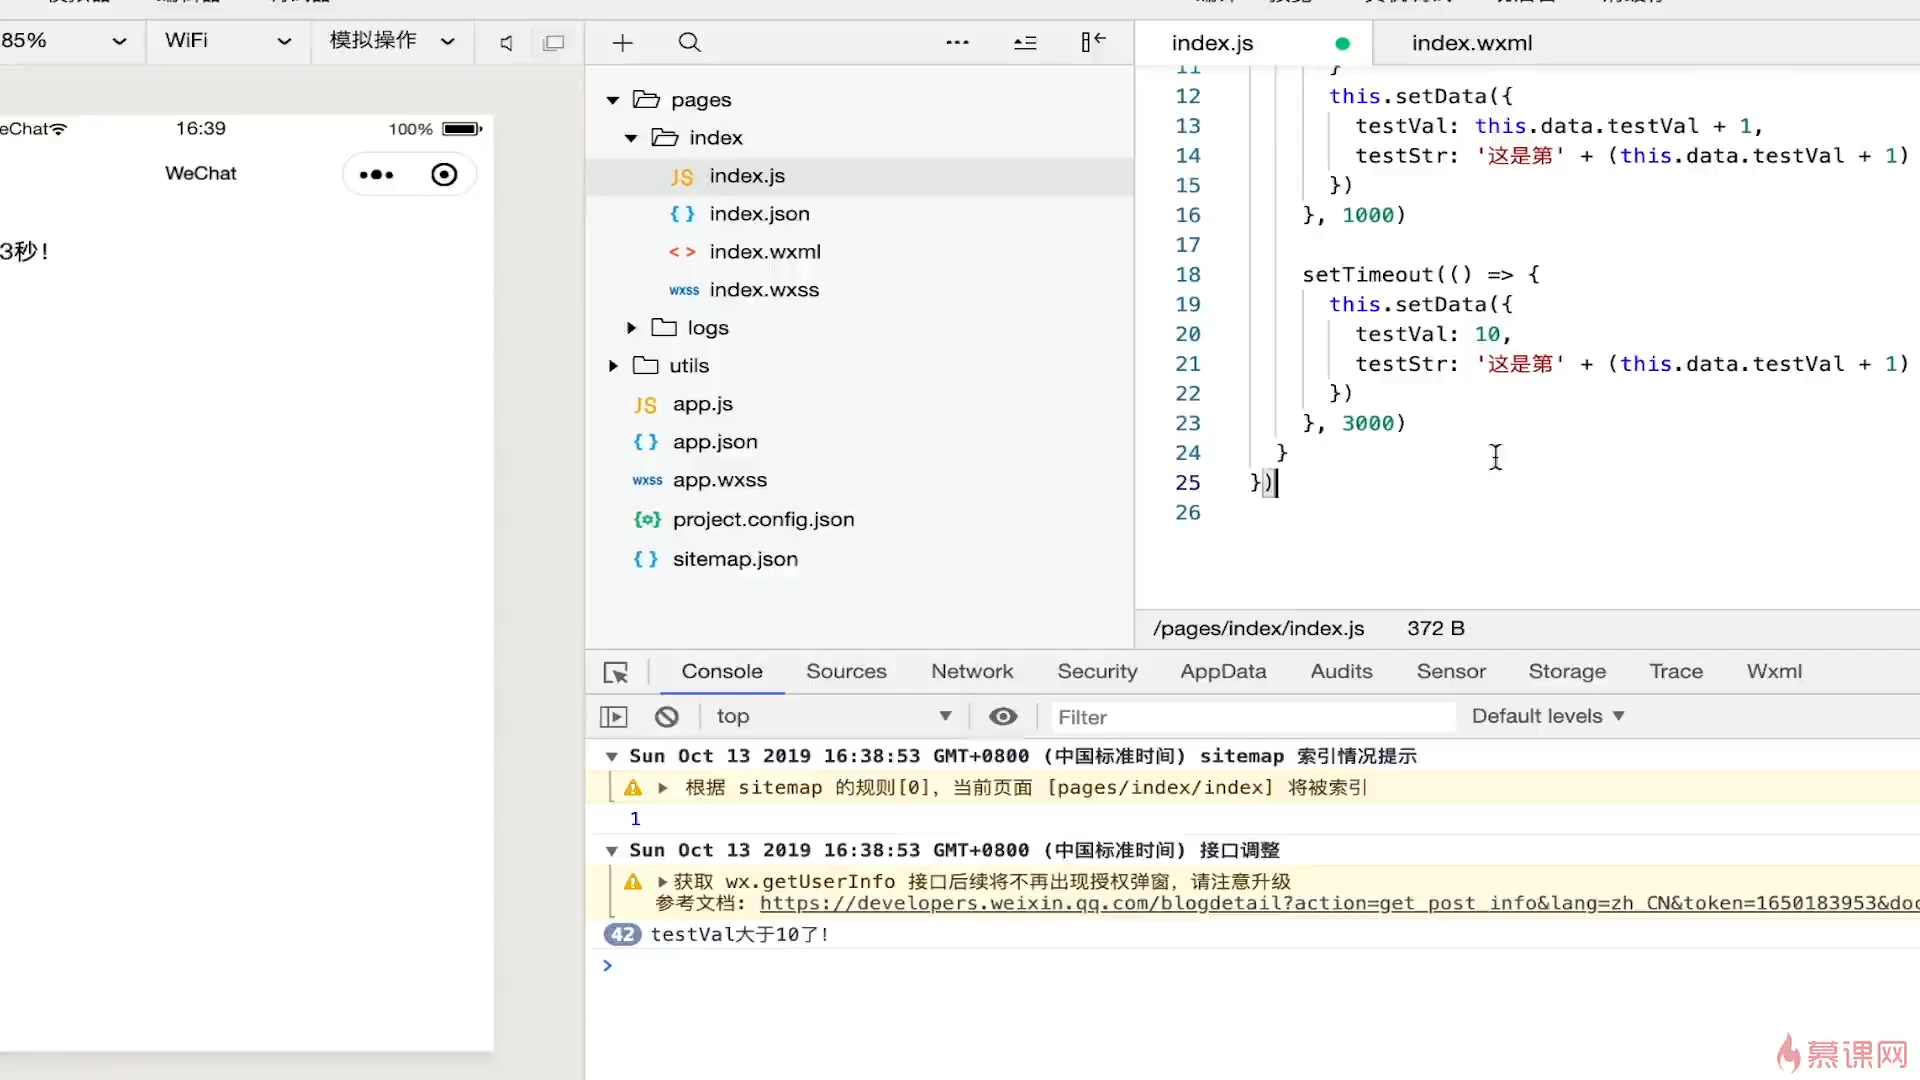 85%
WiFi
模拟操作
index.js
index.wxml
eChat
16:39
100%
WeChat
3秒！
pages
index
JS index.js
{ } index.json
< > index.wxml
wxss index.wxss
logs
utils
JS app.js
{ } app.json
wxss app.wxss
project.config.json
{ } sitemap.json
11 }
12 this.setData({
13 testVal: this.data.testVal + 1,
14 testStr: '这是第' + (this.data.testVal + 1)
15 })
16 }, 1000)
17
18 setTimeout(() => {
19 this.setData({
20 testVal: 10,
21 testStr: '这是第' + (this.data.testVal + 1)
22 })
23 }, 3000)
24 }
25 })
26
/pages/index/index.js 372 B
Console Sources Network Security AppData Audits Sensor Storage Trace Wxml
top Filter Default levels
Sun Oct 13 2019 16:38:53 GMT+0800 (中国标准时间) sitemap 索引情况提示
根据 sitemap 的规则[0]，当前页面 [pages/index/index] 将被索引
1
Sun Oct 13 2019 16:38:53 GMT+0800 (中国标准时间) 接口调整
获取 wx.getUserInfo 接口后续将不再出现授权弹窗，请注意升级
参考文档: https://developers.weixin.qq.com/blogdetail?action=get_post_info&lang=zh_CN&token=1650183953&doc
42 testVal大于10了!
>
慕课网